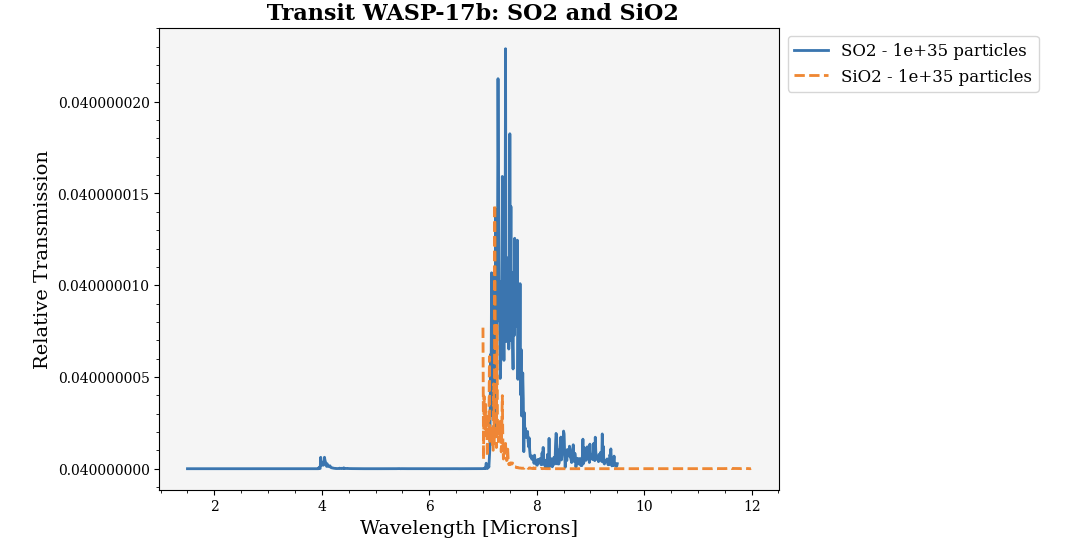 Transit WASP-17b: SO2 and SiO2
SO2 - 1e+35 particles
SiO2 - 1e+35 particles
Relative Transmission
0.040000020
0.040000015
0.040000010
0.040000005
0.040000000
2 4 6 8 10 12
Wavelength [Microns]